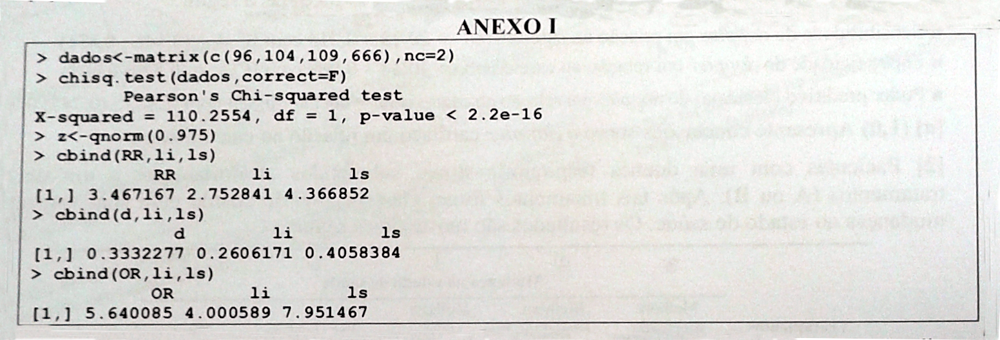 ANEXO I
> dados<-matrix(c(96,104,109,666),nc=2)
> chisq.test(dados,correct=F)
Pearson's Chi-squared test
X-squared = 110.2554, df = 1, p-value < 2.2e-16
> z<-qnorm(0.975)
> cbind(RR,li,ls)
RR li ls
[1,] 3.467167 2.752841 4.366852
> cbind(d,li,ls)
d li ls
[1,] 0.3332277 0.2606171 0.4058384
> cbind(OR,li,ls)
OR li ls
[1,] 5.640085 4.000589 7.951467